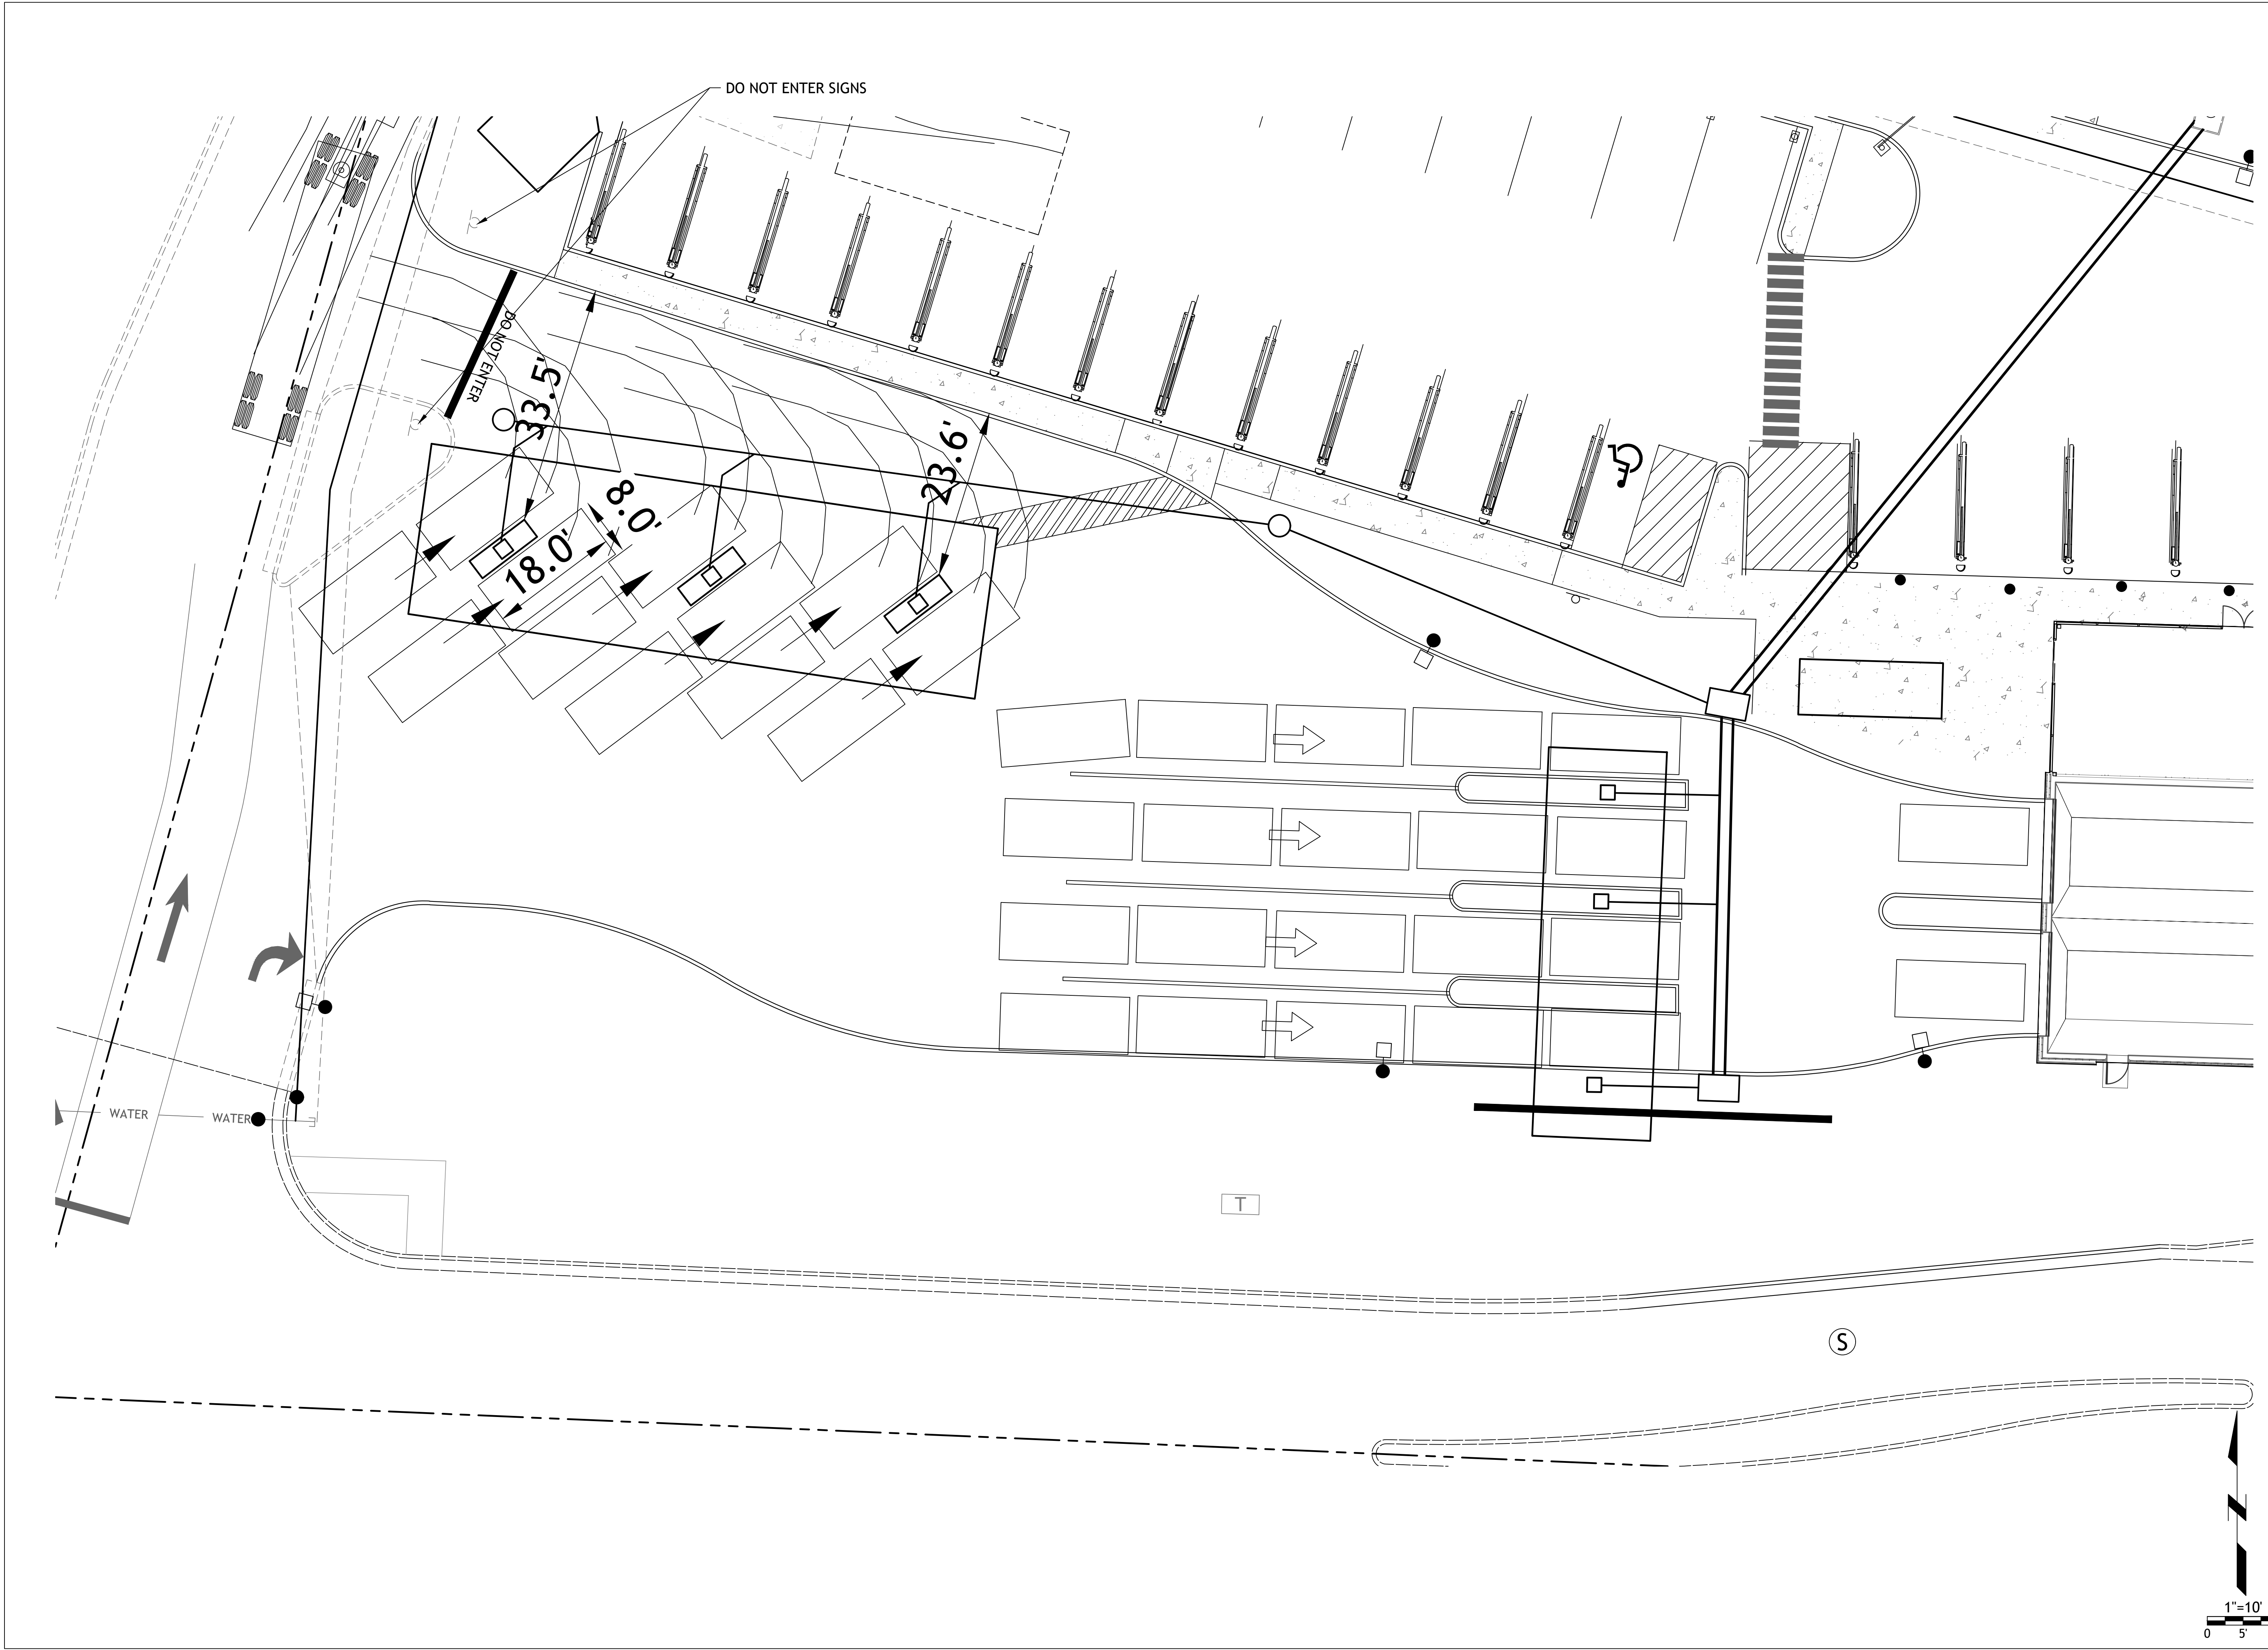 DO NOT ENTER SIGNS
DO NOT ENTER
33.5'
23.6'
8.0'
18.0'
WATER
WATER
T
S
N
1"=10'
0 5'